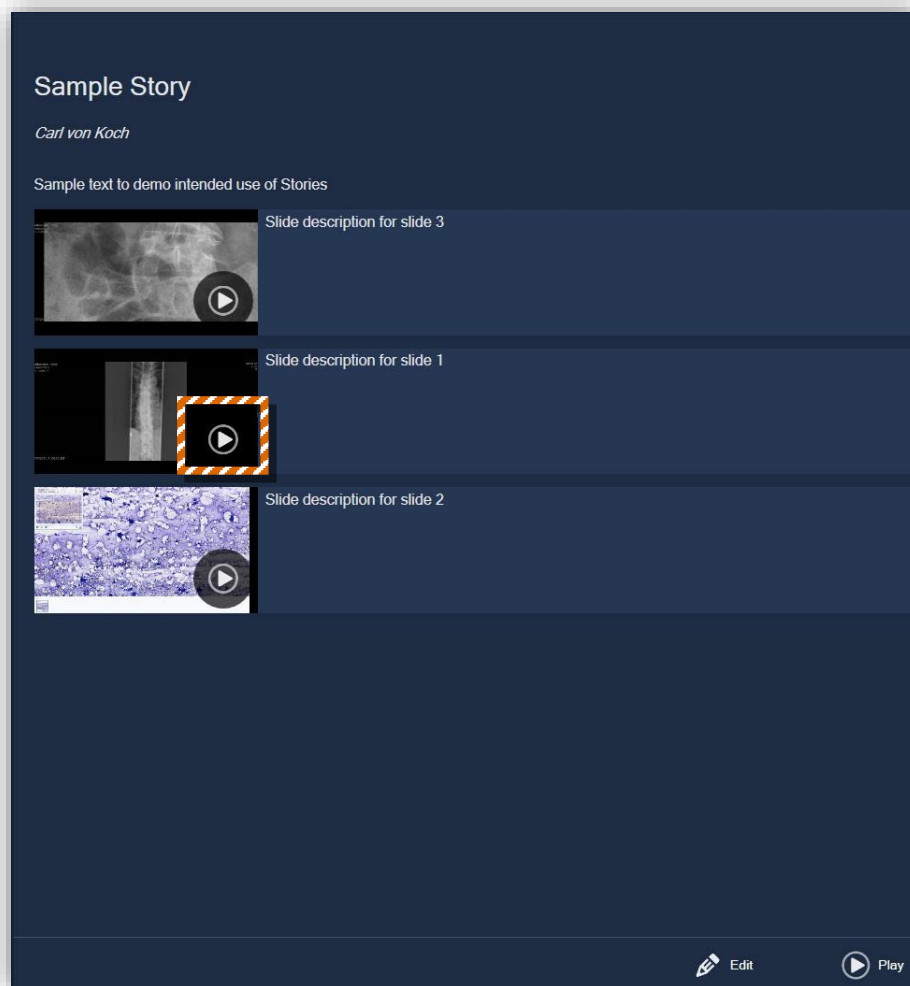 Sample Story
Carl von Koch
Sample text to demo intended use of Stories
Slide description for slide 3
Slide description for slide 1
Slide description for slide 2
Edit
Play